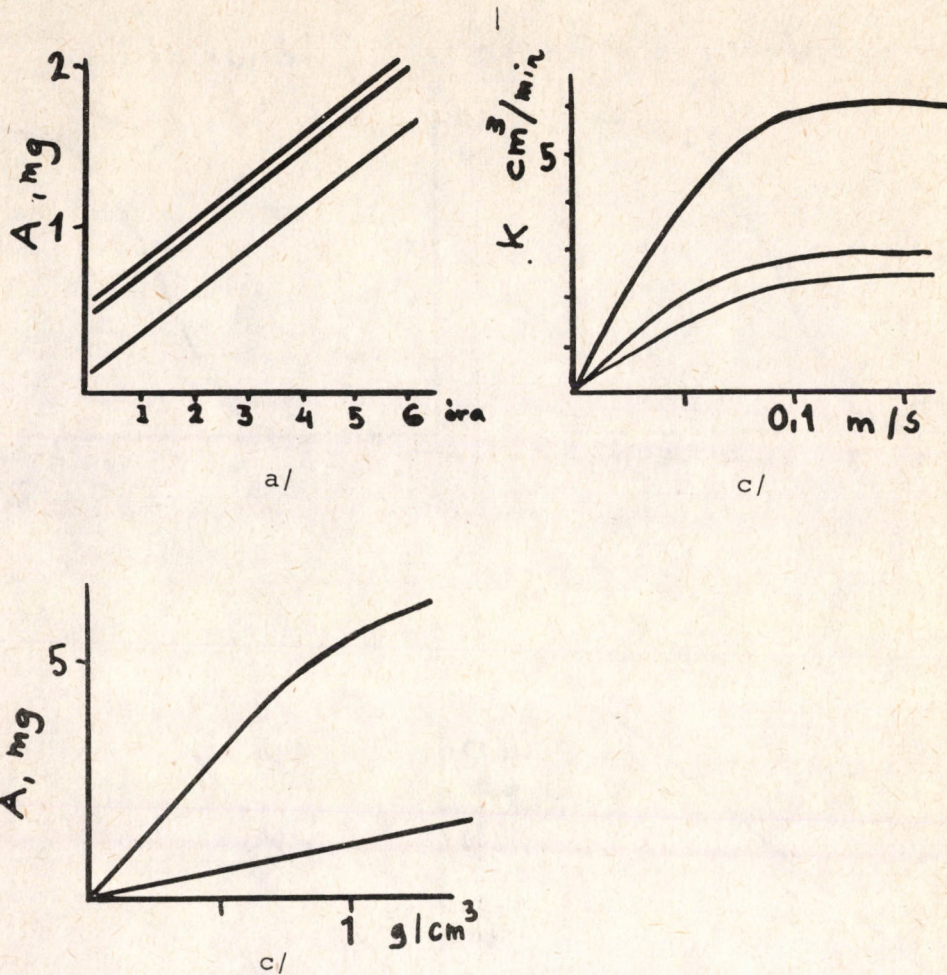 2
A, mg
1
1 2 3 4 5 6 óra
a/
K cm³/min
5
0,1 m/s
c/
A, mg
5
1 g/cm³
c/